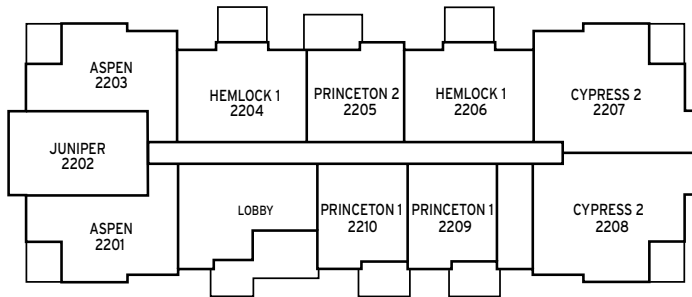 ASPEN
2203
HEMLOCK 1
2204
PRINCETON 2
2205
HEMLOCK 1
2206
CYPRESS 2
2207
JUNIPER
2202
ASPEN
2201
LOBBY
PRINCETON 1
2210
PRINCETON 1
2209
CYPRESS 2
2208